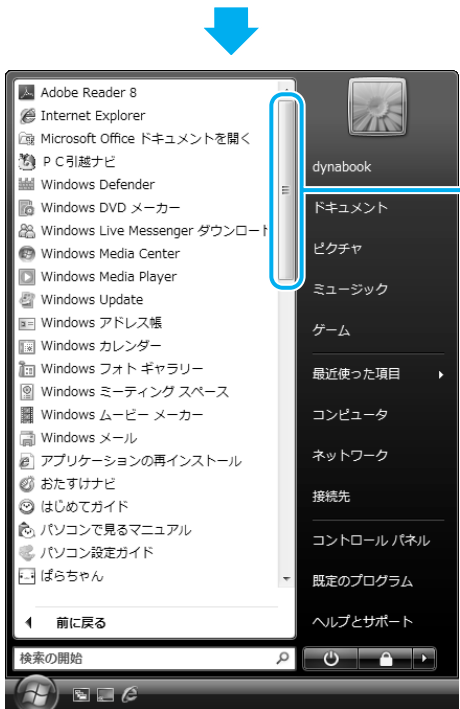 Adobe Reader 8
Internet Explorer
Microsoft Office ドキュメントを開く
ＰＣ引越ナビ
Windows Defender
Windows DVD メーカー
Windows Live Messenger ダウンロート
Windows Media Center
Windows Media Player
Windows Update
Windows アドレス帳
Windows カレンダー
Windows フォト ギャラリー
Windows ミーティング スペース
Windows ムービー メーカー
Windows メール
アプリケーションの再インストール
おたすけナビ
はじめてガイド
パソコンで見るマニュアル
パソコン設定ガイド
ぱらちゃん
前に戻る
検索の開始
dynabook
ドキュメント
ピクチャ
ミュージック
ゲーム
最近使った項目
コンピュータ
ネットワーク
接続先
コントロール パネル
既定のプログラム
ヘルプとサポート